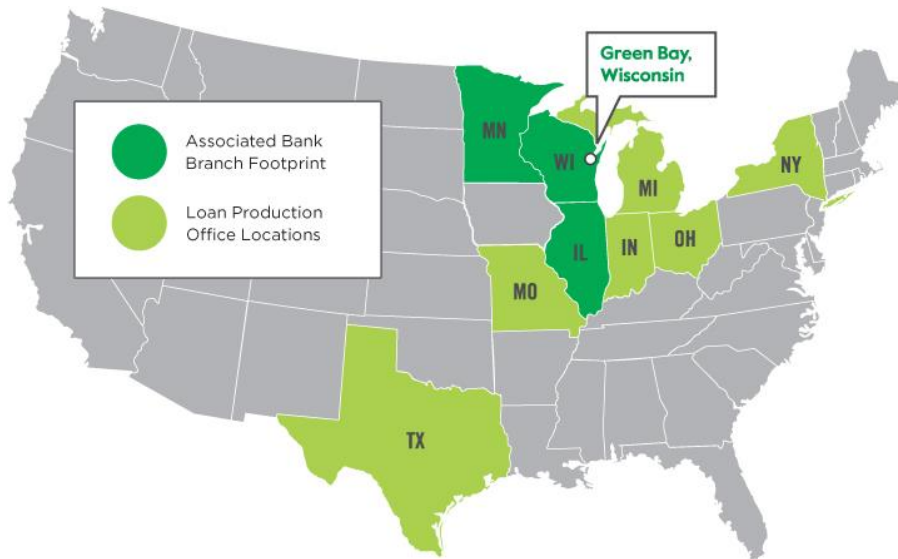 Green Bay,
Wisconsin
Associated Bank
Branch Footprint
Loan Production
Office Locations
MN
WI
MI
NY
IL
IN
OH
MO
TX